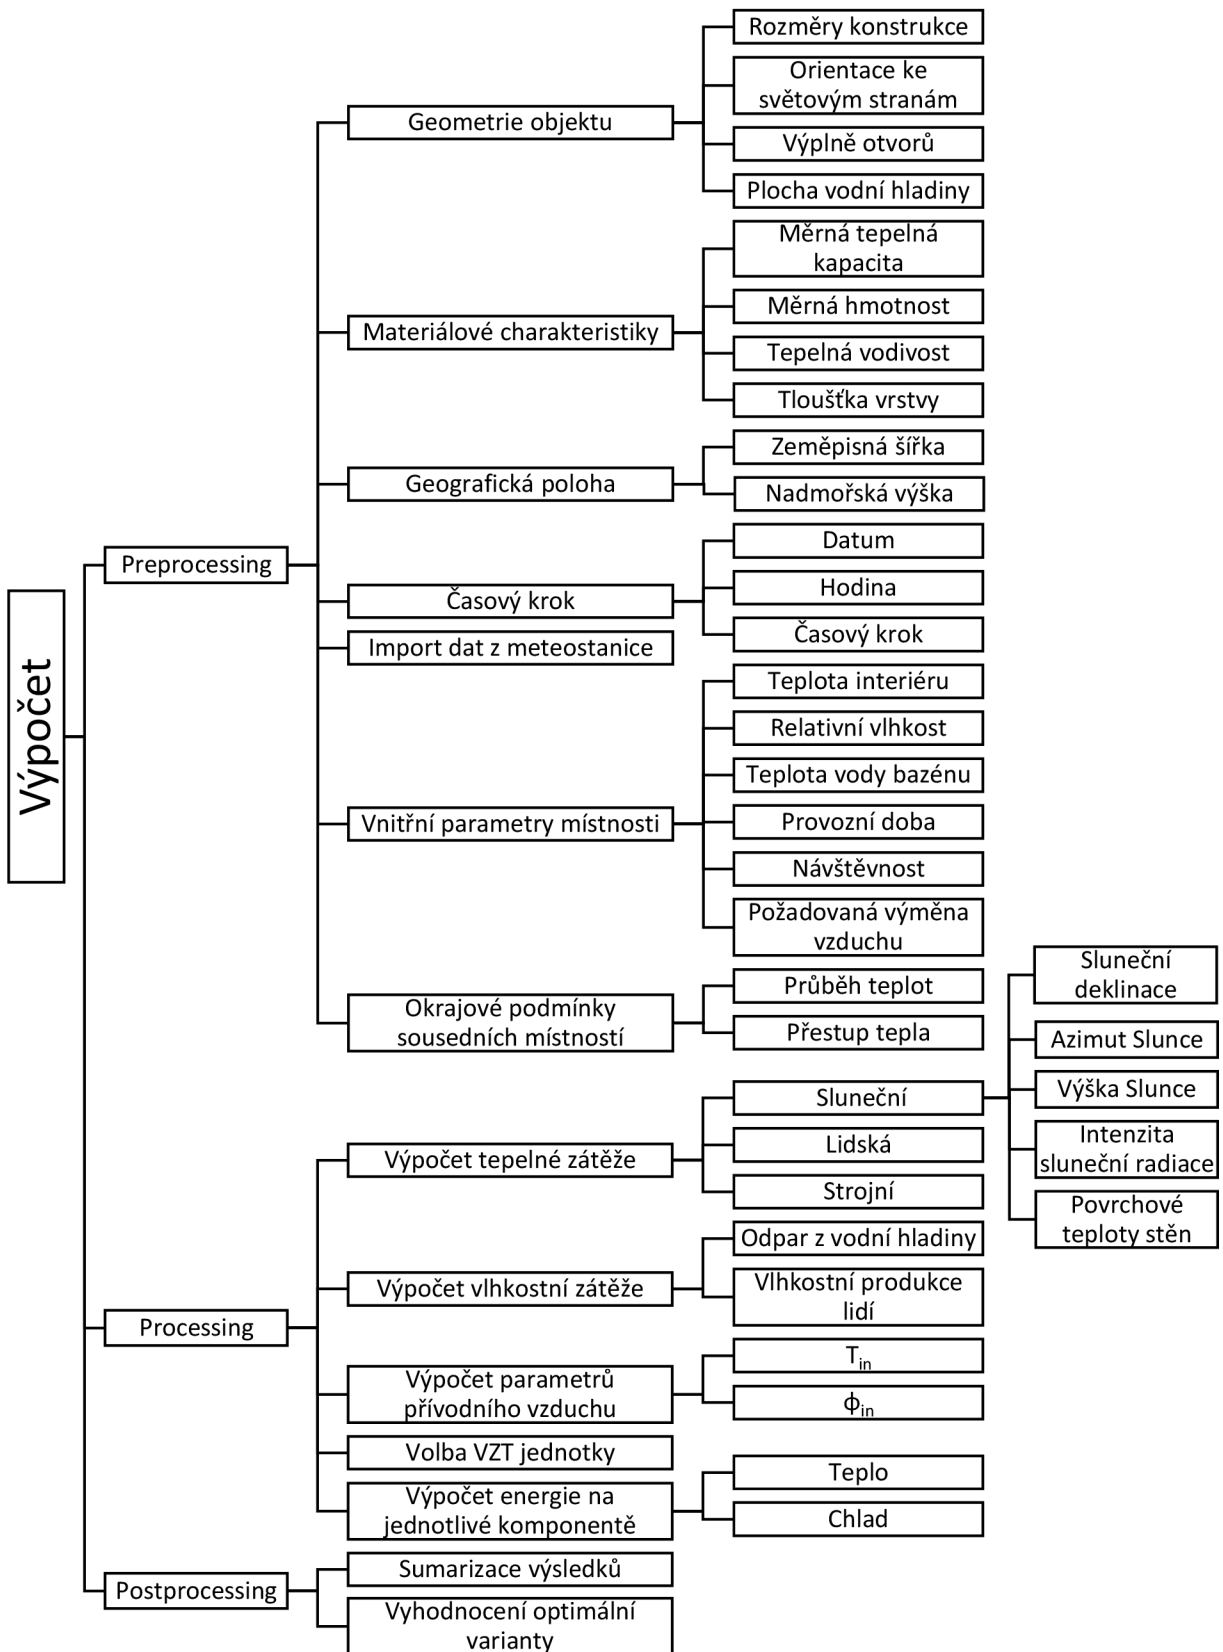 Výpočet
Preprocessing
Geometrie objektu
Rozměry konstrukce
Orientace ke
světovým stranám
Výplně otvorů
Plocha vodní hladiny
Materiálové charakteristiky
Měrná tepelná
kapacita
Měrná hmotnost
Tepelná vodivost
Tloušťka vrstvy
Geografická poloha
Zeměpisná šířka
Nadmořská výška
Časový krok
Datum
Hodina
Časový krok
Import dat z meteostanice
Vnitřní parametry místnosti
Teplota interiéru
Relativní vlhkost
Teplota vody bazénu
Provozní doba
Návštěvnost
Požadovaná výměna
vzduchu
Okrajové podmínky
sousedních místností
Průběh teplot
Přestup tepla
Processing
Výpočet tepelné zátěže
Sluneční
Sluneční
deklinace
Azimut Slunce
Výška Slunce
Intenzita
sluneční radiace
Povrchové
teploty stěn
Lidská
Strojní
Výpočet vlhkostní zátěže
Odpar z vodní hladiny
Vlhkostní produkce
lidí
Výpočet parametrů
přívodního vzduchu
T_in
ϕ_in
Volba VZT jednotky
Výpočet energie na
jednotlivé komponentě
Teplo
Chlad
Postprocessing
Sumarizace výsledků
Vyhodnocení optimální
varianty